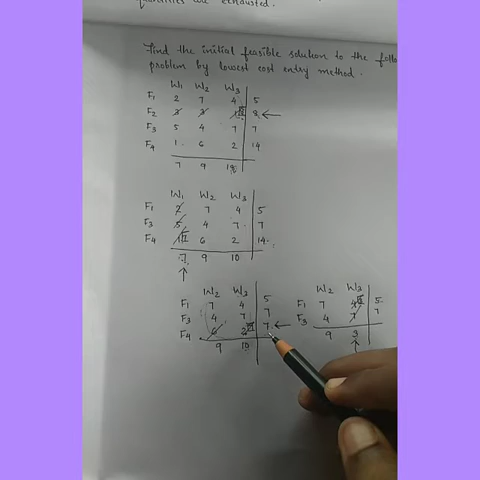 quantities are exhausted.
Find the initial feasible solution to the follo
problem by lowest cost entry method.
W1 W2 W3
F1 2 7 4 5
F2 3 3 1 8 ←
F3 5 4 7 7
F4 1 6 2 14
7 9 18
W1 W2 W3
F1 2 7 4 5
F3 5 4 7 7
F4 1 6 2 14
7 9 10
↑
W2 W3
F1 7 4 5
F3 4 7 7
F4 6 2 7 ←
9 10
W2 W3
F1 7 4 5
F3 4 7 7
9 3
↑